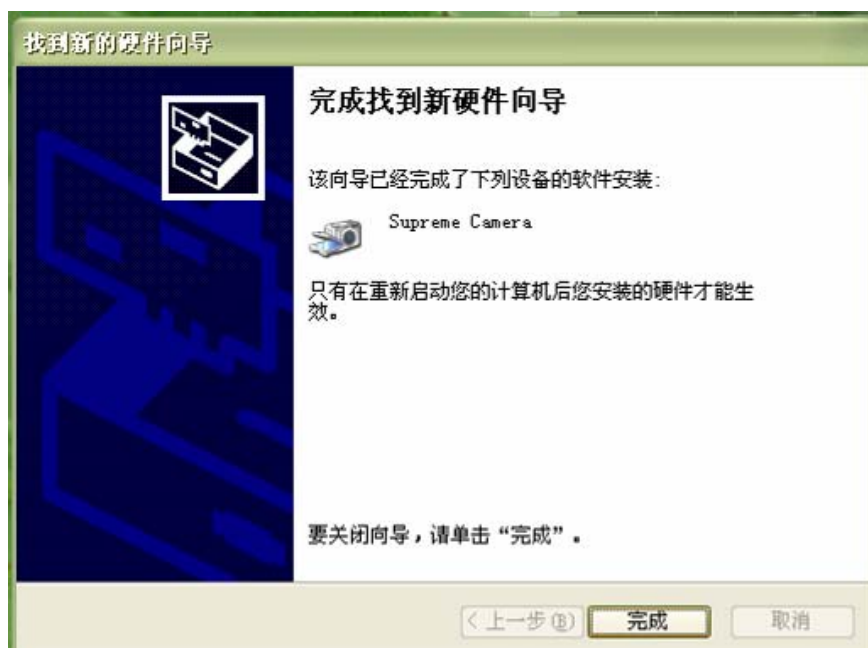 找到新的硬件向导
完成找到新硬件向导
该向导已经完成了下列设备的软件安装:
Supreme Camera
只有在重新启动您的计算机后您安装的硬件才能生
效。
要关闭向导，请单击“完成”。
<上一步(B)
完成
取消